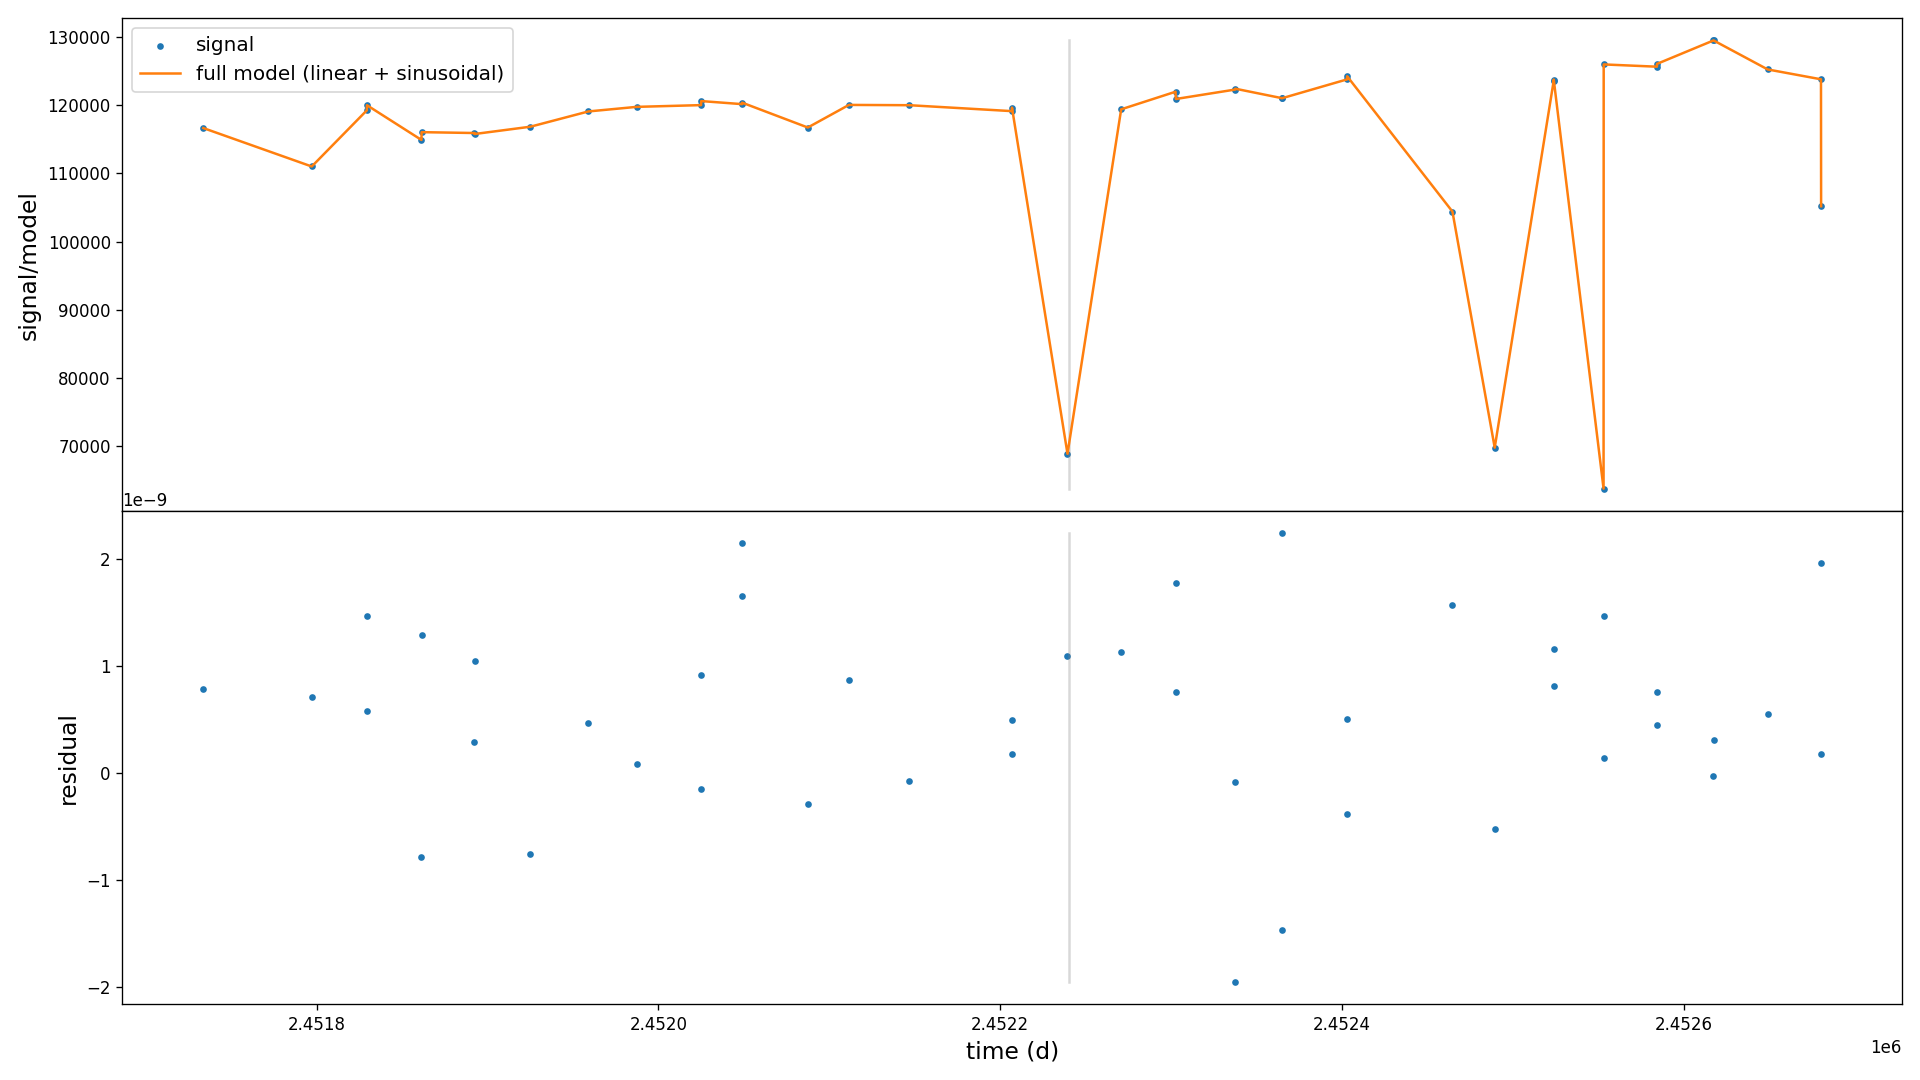 signal
full model (linear + sinusoidal)
130000
120000
110000
100000
90000
80000
70000
signal/model
1e−9
2
1
0
−1
−2
residual
2.4518
2.4520
2.4522
2.4524
2.4526
time (d)
1e6